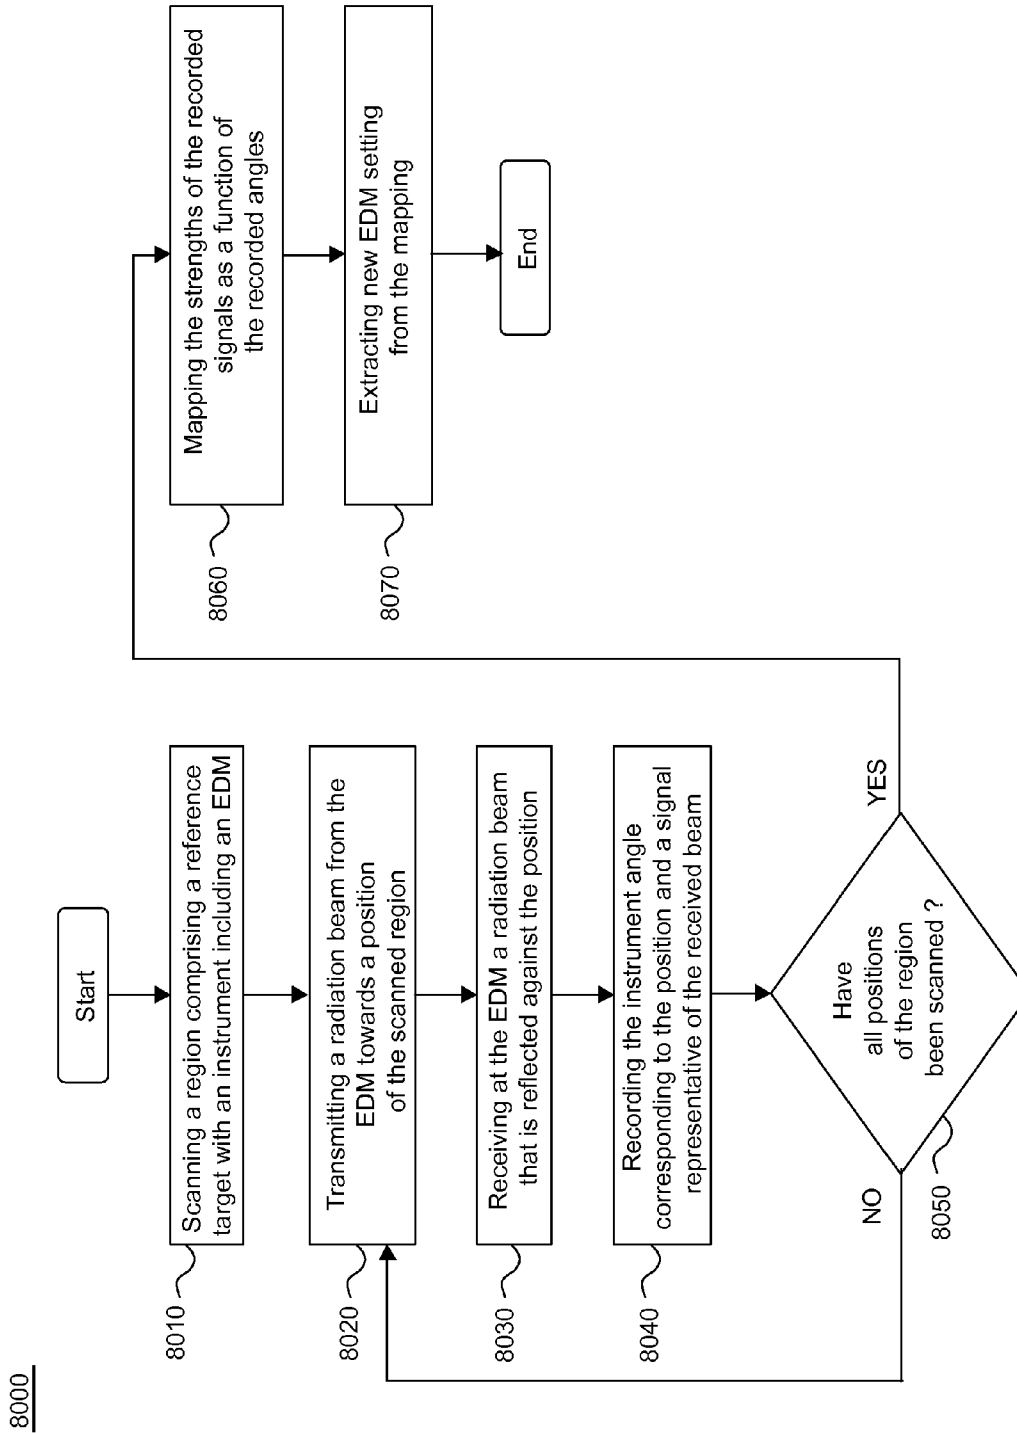 8000
Start
Scanning a region comprising a reference
target with an instrument including an EDM
8010
Transmitting a radiation beam from the
EDM towards a position
of the scanned region
8020
Receiving at the EDM a radiation beam
that is reflected against the position
8030
Recording the instrument angle
corresponding to the position and a signal
representative of the received beam
8040
Have
all positions
of the region
been scanned ?
8050
NO
YES
Mapping the strengths of the recorded
signals as a function of
the recorded angles
8060
Extracting new EDM setting
from the mapping
8070
End